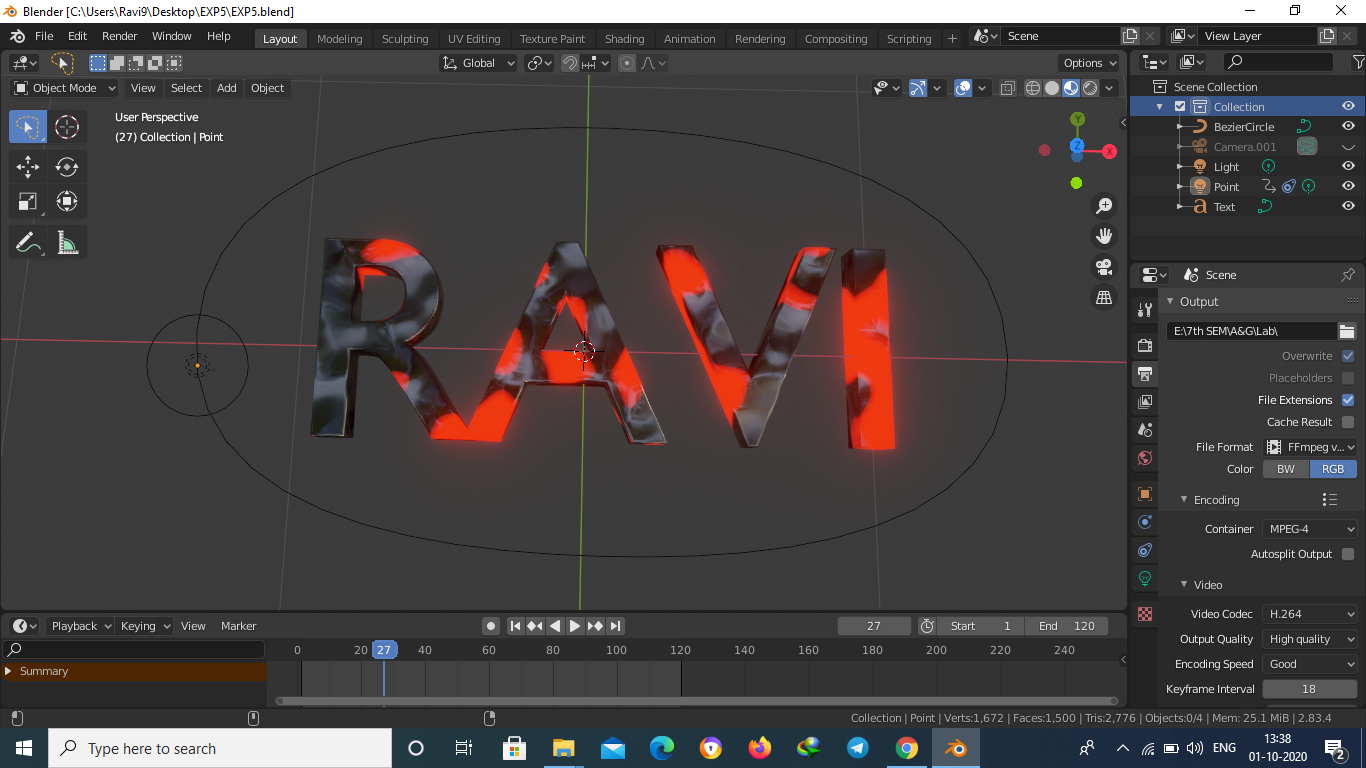 Blender [C:\Users\Ravi9\Desktop\EXP5\EXP5.blend]
File Edit Render Window Help Layout Modeling Sculpting UV Editing Texture Paint Shading Animation Rendering Compositing Scripting + Scene View Layer
Global Options
Object Mode View Select Add Object
User Perspective
(27) Collection | Point
Y
Z X
RAVI
Scene Collection
Collection
BezierCircle
Camera.001
Light
Point
Text
Scene
Output
E:\7th SEM\A&G\Lab\
Overwrite
Placeholders
File Extensions
Cache Result
File Format FFmpeg v...
Color BW RGB
Encoding
Container MPEG-4
Autosplit Output
Video
Video Codec H.264
Output Quality High quality
Encoding Speed Good
Keyframe Interval 18
Playback Keying View Marker 27 Start 1 End 120
0 20 27 40 60 80 100 120 140 160 180 200 220 240
Summary
Collection | Point | Verts:1,672 | Faces:1,500 | Tris:2,776 | Objects:0/4 | Mem: 25.1 MiB | 2.83.4
Type here to search
ENG
13:38
01-10-2020
2